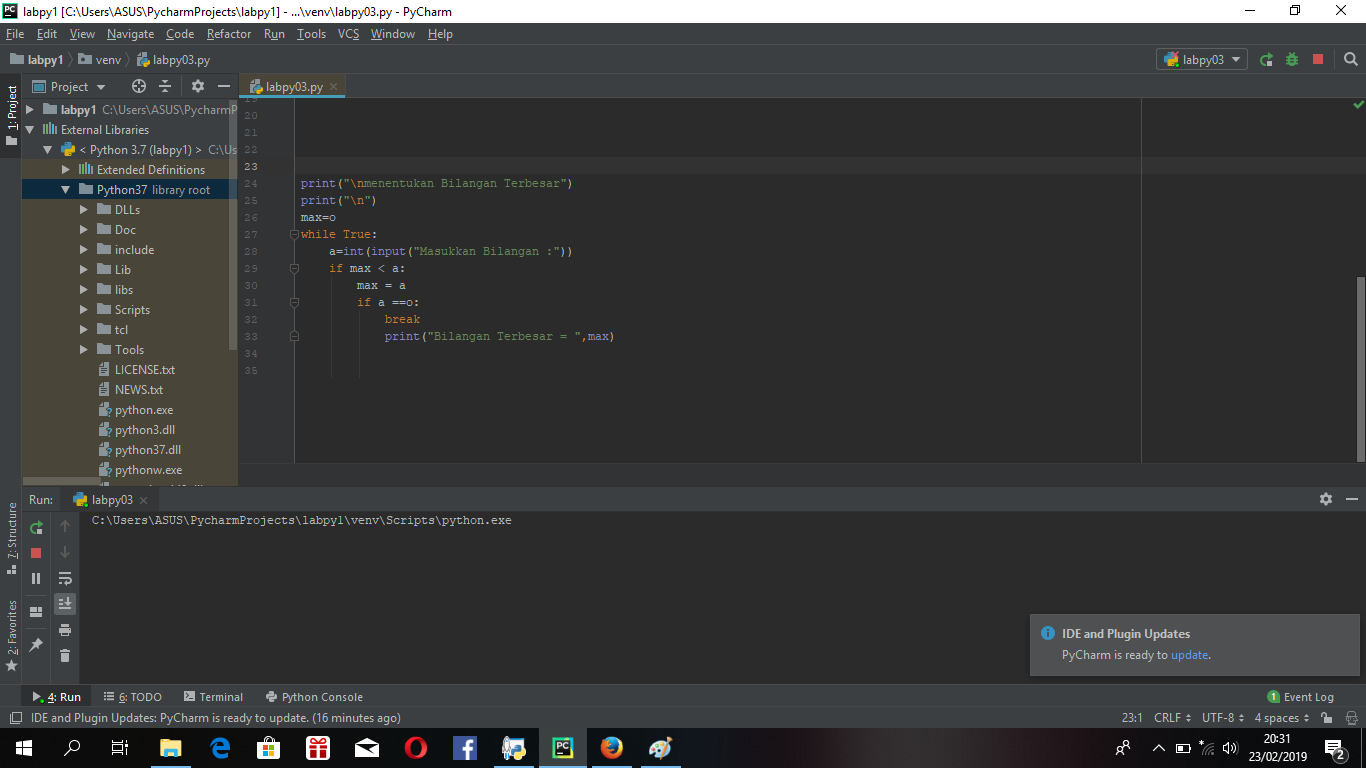 labpy1 [C:\Users\ASUS\PycharmProjects\labpy1] - ...\venv\labpy03.py - PyCharm
File Edit View Navigate Code Refactor Run Tools VCS Window Help
labpy1 venv labpy03.py labpy03
1: Project
Project
labpy1 C:\Users\ASUS\PycharmP
External Libraries
< Python 3.7 (labpy1) > C:\Us
Extended Definitions
Python37 library root
DLLs
Doc
include
Lib
libs
Scripts
tcl
Tools
LICENSE.txt
NEWS.txt
python.exe
python3.dll
python37.dll
pythonw.exe
labpy03.py
19
20
21
22
23
24 print("\nmenentukan Bilangan Terbesar")
25 print("\n")
26 max=o
27 while True:
28 a=int(input("Masukkan Bilangan :"))
29 if max < a:
30 max = a
31 if a ==o:
32 break
33 print("Bilangan Terbesar = ",max)
34
35
Run: labpy03
C:\Users\ASUS\PycharmProjects\labpy1\venv\Scripts\python.exe
7: Structure
2: Favorites
IDE and Plugin Updates
PyCharm is ready to update.
4: Run 6: TODO Terminal Python Console 1 Event Log
IDE and Plugin Updates: PyCharm is ready to update. (16 minutes ago) 23:1 CRLF UTF-8 4 spaces
20:31
23/02/2019
2